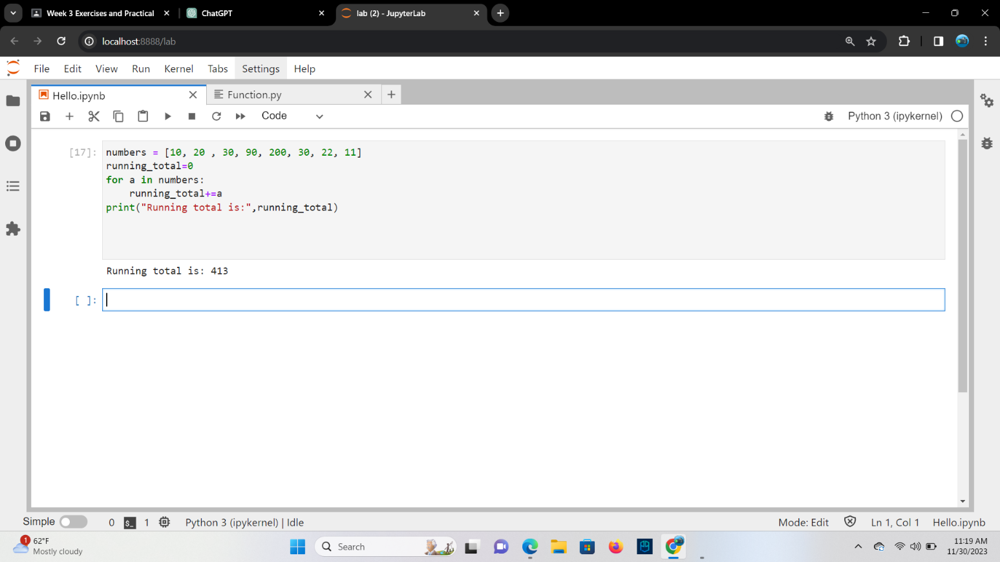 Week 3 Exercises and Practical
ChatGPT
lab (2) - JupyterLab
localhost:8888/lab
File Edit View Run Kernel Tabs Settings Help
Hello.ipynb
Function.py
Code
Python 3 (ipykernel)
[17]:
numbers = [10, 20 , 30, 90, 200, 30, 22, 11]
running_total=0
for a in numbers:
    running_total+=a
print("Running total is:",running_total)
Running total is: 413
[ ]:
Simple 0 $_ 1 Python 3 (ipykernel) | Idle
Mode: Edit Ln 1, Col 1 Hello.ipynb
1
62°F
Mostly cloudy
Search
11:19 AM
11/30/2023